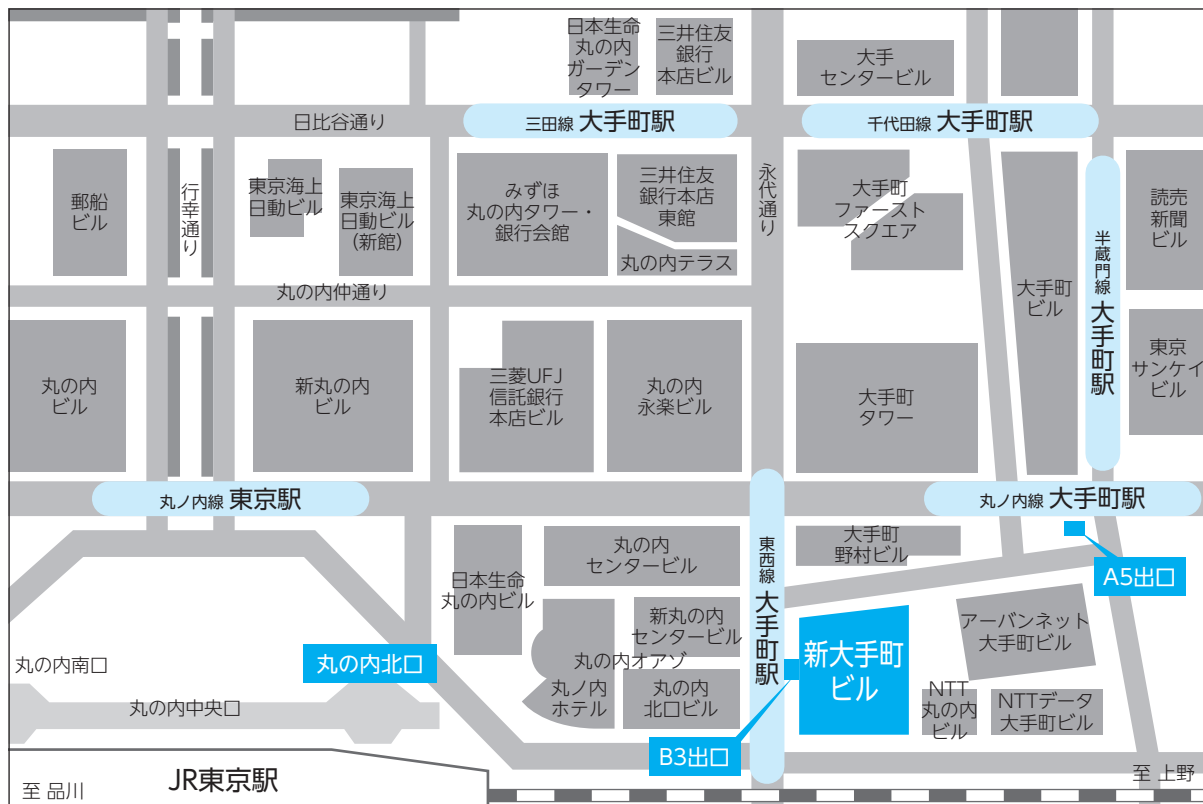 日本生命
丸の内
ガーデン
タワー
三井住友
銀行
本店ビル
大手
センタービル
日比谷通り
三田線 大手町駅
千代田線 大手町駅
郵船
ビル
行幸通り
東京海上
日動ビル
東京海上
日動ビル
(新館)
みずほ
丸の内タワー・
銀行会館
三井住友
銀行本店
東館
丸の内テラス
永代通り
大手町
ファースト
スクエア
大手町
ビル
半蔵門線 大手町駅
読売
新聞
ビル
丸の内仲通り
丸の内
ビル
新丸の内
ビル
三菱UFJ
信託銀行
本店ビル
丸の内
永楽ビル
大手町
タワー
東京
サンケイ
ビル
丸ノ内線 東京駅
丸ノ内線 大手町駅
日本生命
丸の内ビル
丸の内
センタービル
新丸の内
センタービル
丸の内オアゾ
丸ノ内
ホテル
丸の内
北口ビル
東西線 大手町駅
大手町
野村ビル
A5出口
アーバンネット
大手町ビル
新大手町
ビル
NTT
丸の内
ビル
NTTデータ
大手町ビル
B3出口
丸の内北口
丸の内南口
丸の内中央口
JR東京駅
至 品川
至 上野